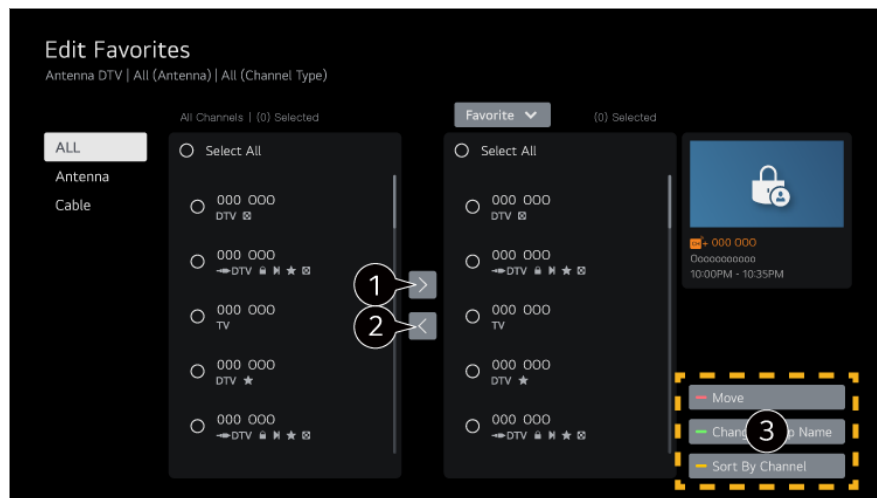 Edit Favorites
Antenna DTV | All (Antenna) | All (Channel Type)
All Channels | (0) Selected
Favorite
(0) Selected
ALL
Antenna
Cable
Select All
000 000
DTV
000 000
DTV
000 000
TV
000 000
DTV
000 000
DTV
1
2
Select All
000 000
DTV
000 000
DTV
000 000
TV
000 000
DTV
000 000
DTV
CH + 000 000
Oooooooooo
10:00PM - 10:35PM
Move
3 Name
Sort By Channel